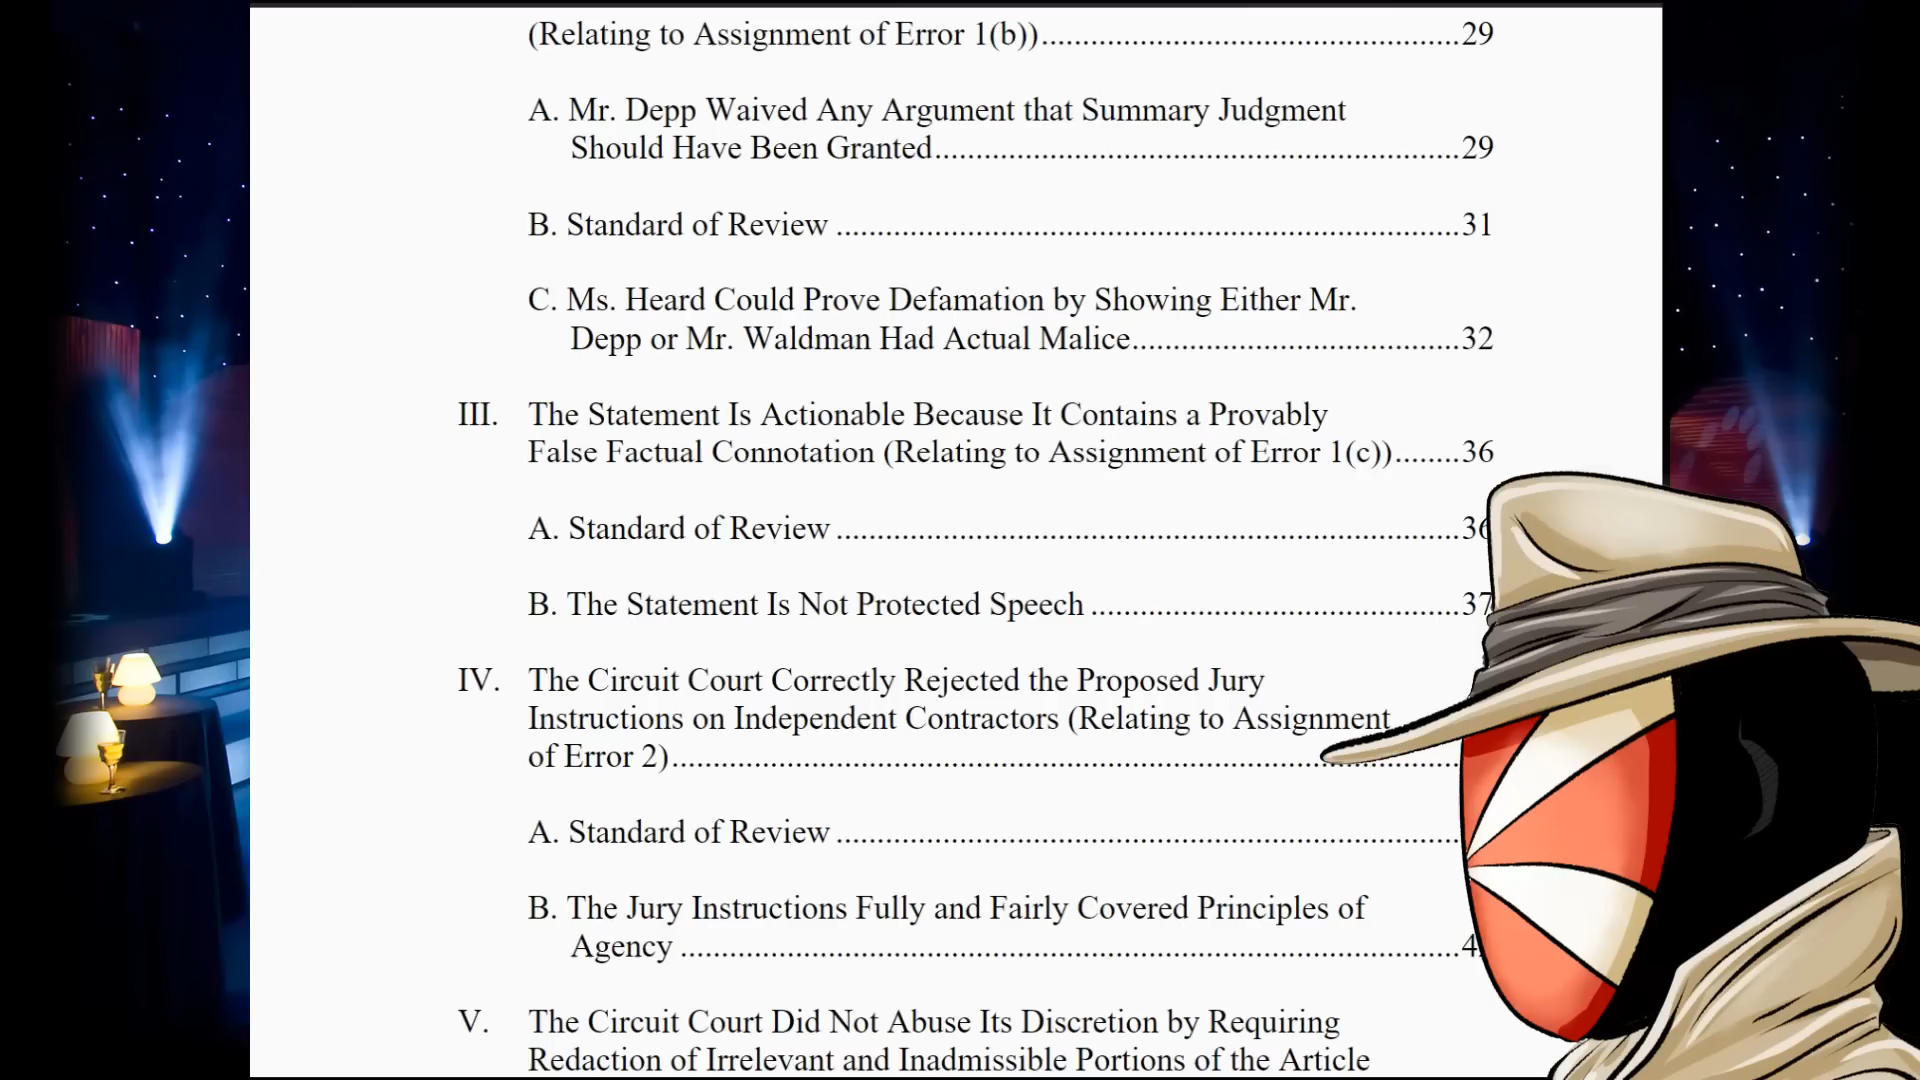 (Relating to Assignment of Error 1(b))..................................................29
A. Mr. Depp Waived Any Argument that Summary Judgment
Should Have Been Granted...............................................................29
B. Standard of Review ...........................................................................31
C. Ms. Heard Could Prove Defamation by Showing Either Mr.
Depp or Mr. Waldman Had Actual Malice.......................................32
III. The Statement Is Actionable Because It Contains a Provably
False Factual Connotation (Relating to Assignment of Error 1(c))........36
A. Standard of Review ...........................................................................36
B. The Statement Is Not Protected Speech ............................................37
IV. The Circuit Court Correctly Rejected the Proposed Jury
Instructions on Independent Contractors (Relating to Assignment
of Error 2)...............................................................................................
A. Standard of Review ...........................................................................
B. The Jury Instructions Fully and Fairly Covered Principles of
Agency ..............................................................................................4
V. The Circuit Court Did Not Abuse Its Discretion by Requiring
Redaction of Irrelevant and Inadmissible Portions of the Article